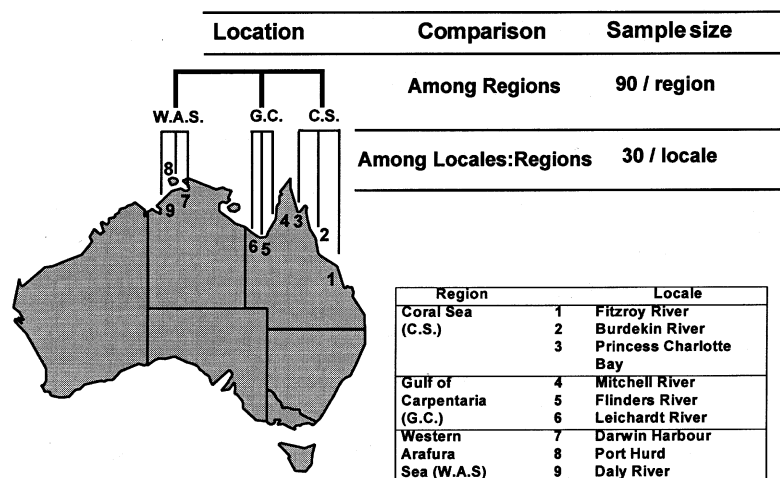 Location Comparison Sample size
Among Regions 90 / region
W.A.S. G.C. C.S.
Among Locales:Regions 30 / locale
8
7
9
4 3
6 5
2
1
Region Locale
Coral Sea 1 Fitzroy River
(C.S.) 2 Burdekin River
3 Princess Charlotte
Bay
Gulf of 4 Mitchell River
Carpentaria 5 Flinders River
(G.C.) 6 Leichardt River
Western 7 Darwin Harbour
Arafura 8 Port Hurd
Sea (W.A.S) 9 Daly River